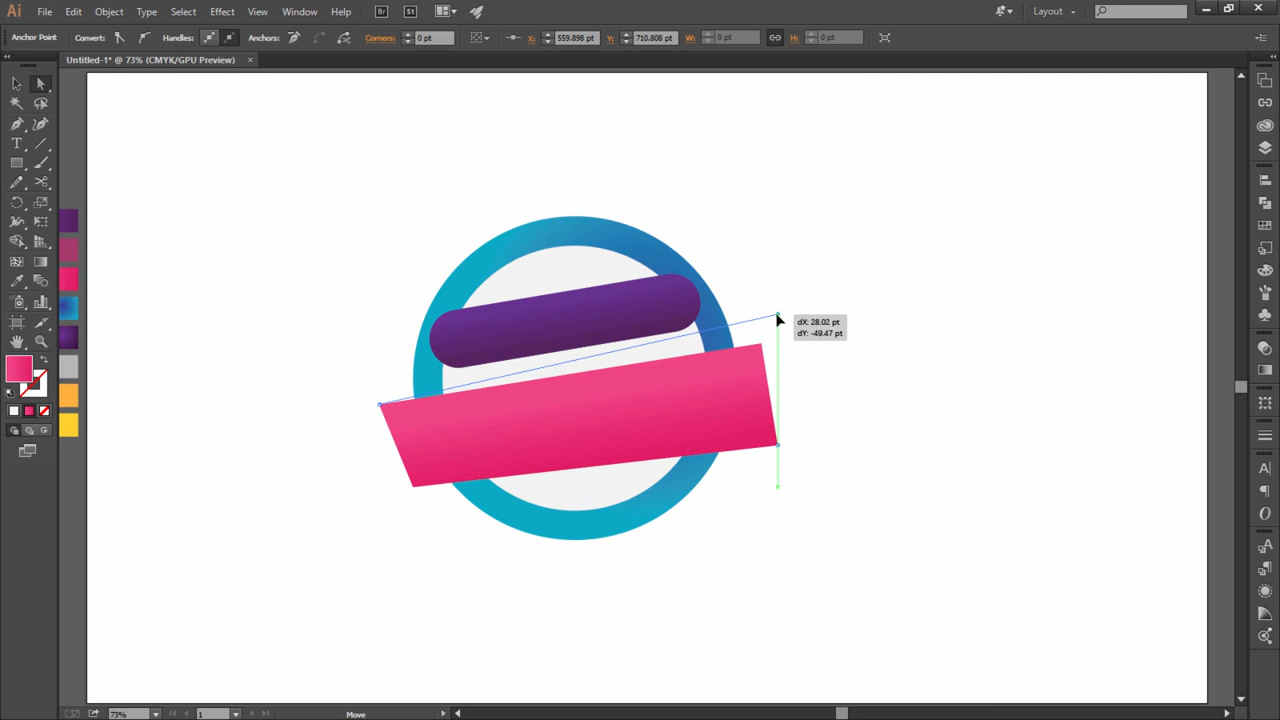 Ai File Edit Object Type Select Effect View Window Help Br St Layout
Anchor Point Convert: Handles: Anchors: Corners: 0 pt X: 559.898 pt Y: 710.808 pt W: 0 pt H: 0 pt
Untitled-1* @ 73% (CMYK/GPU Preview) ×
dX: 28.02 pt
dY: -49.47 pt
73% 1 Move